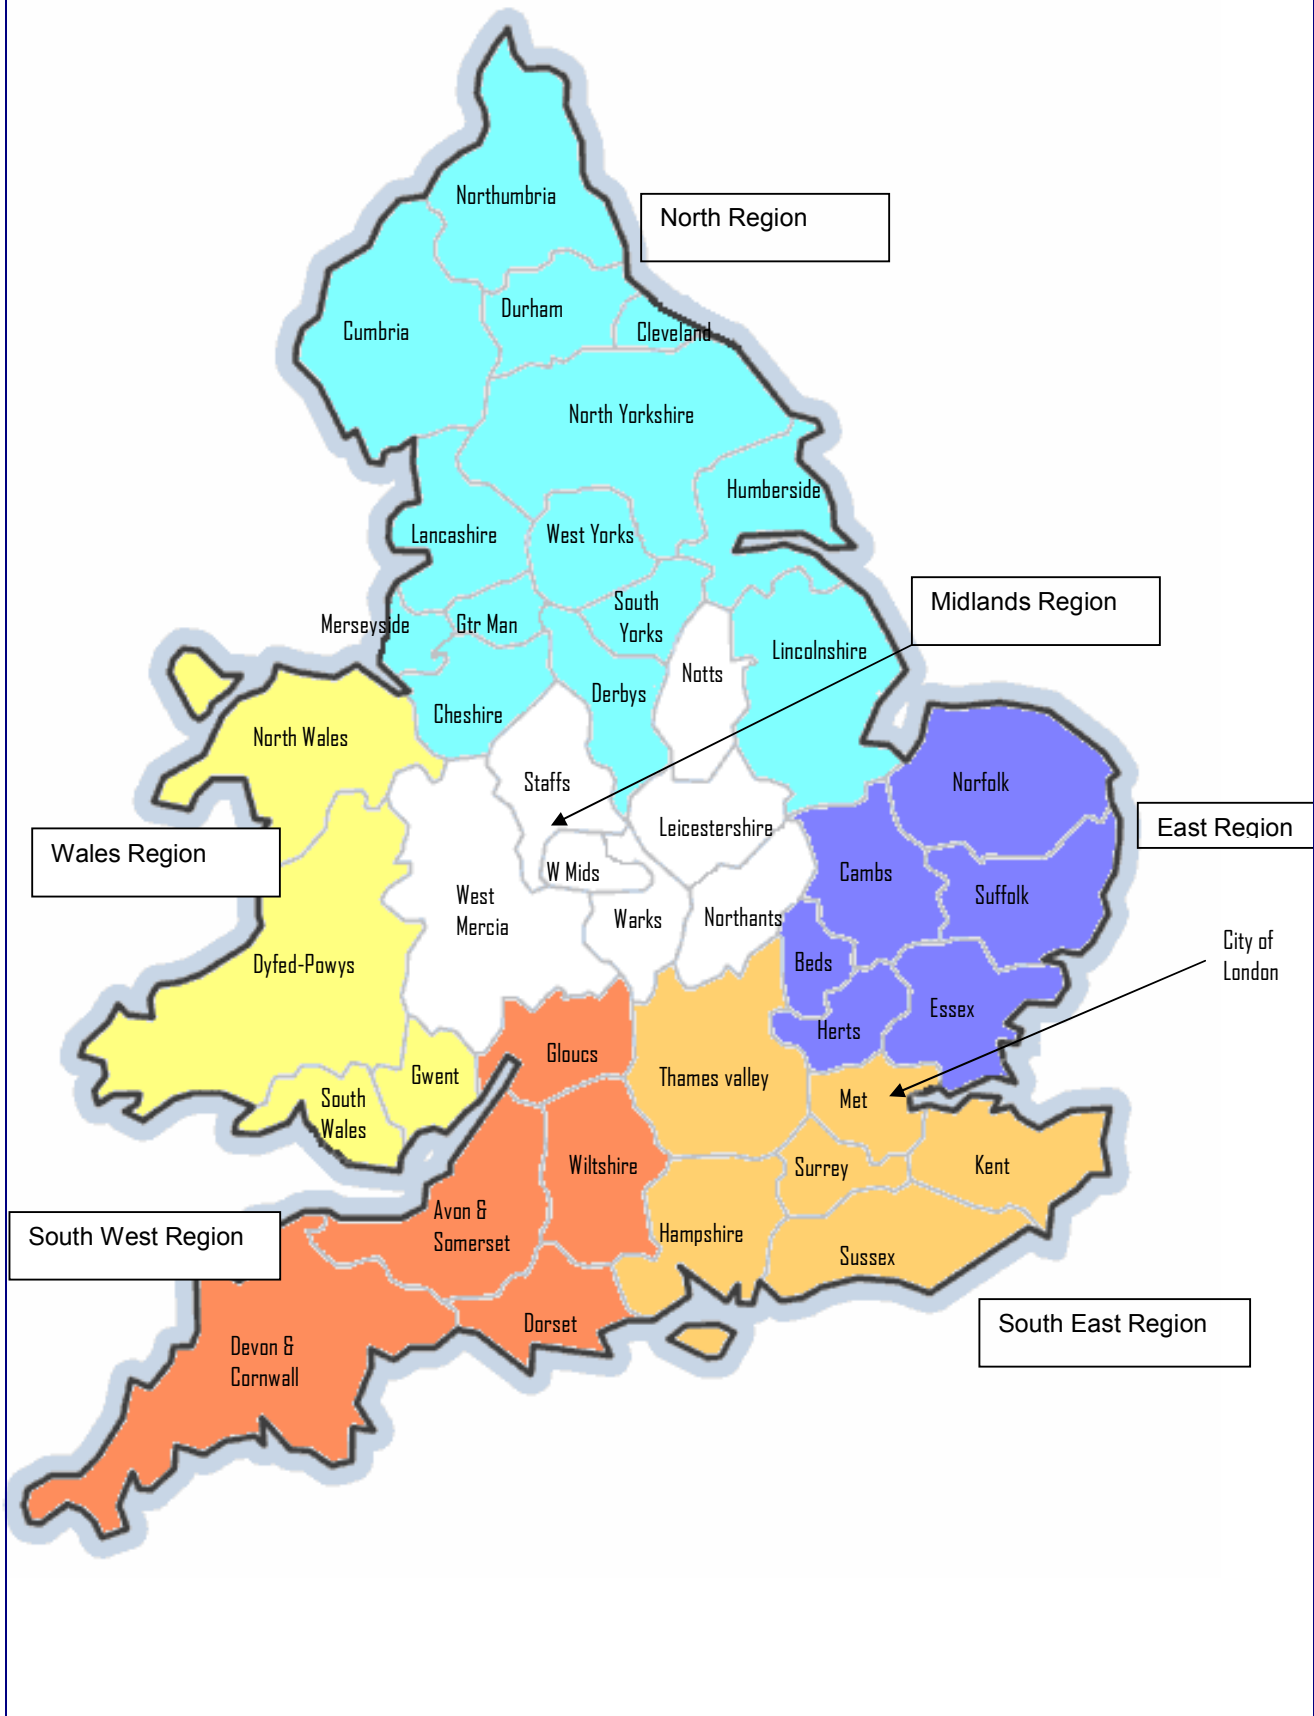 Northumbria
North Region
Durham
Cumbria
Cleveland
North Yorkshire
Humberside
Lancashire
West Yorks
Midlands Region
South
Yorks
Merseyside
Gtr Man
Lincolnshire
Notts
Derbys
Cheshire
North Wales
Staffs
Norfolk
East Region
Leicestershire
Wales Region
W Mids
Cambs
Suffolk
West
Mercia
Warks
Northants
City of
London
Dyfed-Powys
Beds
Essex
Herts
Gloucs
Gwent
Thames valley
Met
South
Wales
Wiltshire
Surrey
Kent
Avon &
Somerset
South West Region
Hampshire
Sussex
Dorset
South East Region
Devon &
Cornwall